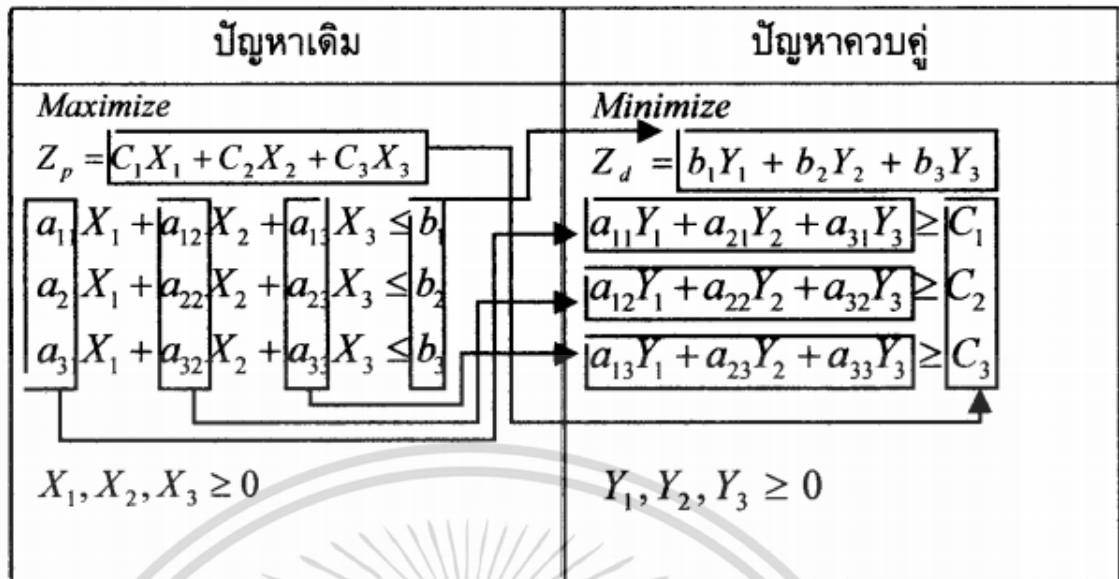 ปัญหาเดิม
ปัญหาควบคู่
Maximize
Z_p = C_1X_1 + C_2X_2 + C_3X_3
a_11X_1 + a_12X_2 + a_13X_3 ≤ b_1
a_2X_1 + a_22X_2 + a_23X_3 ≤ b_2
a_31X_1 + a_32X_2 + a_33X_3 ≤ b_3
X_1, X_2, X_3 ≥ 0
Minimize
Z_d = b_1Y_1 + b_2Y_2 + b_3Y_3
a_11Y_1 + a_21Y_2 + a_31Y_3 ≥ C_1
a_12Y_1 + a_22Y_2 + a_32Y_3 ≥ C_2
a_13Y_1 + a_23Y_2 + a_33Y_3 ≥ C_3
Y_1, Y_2, Y_3 ≥ 0